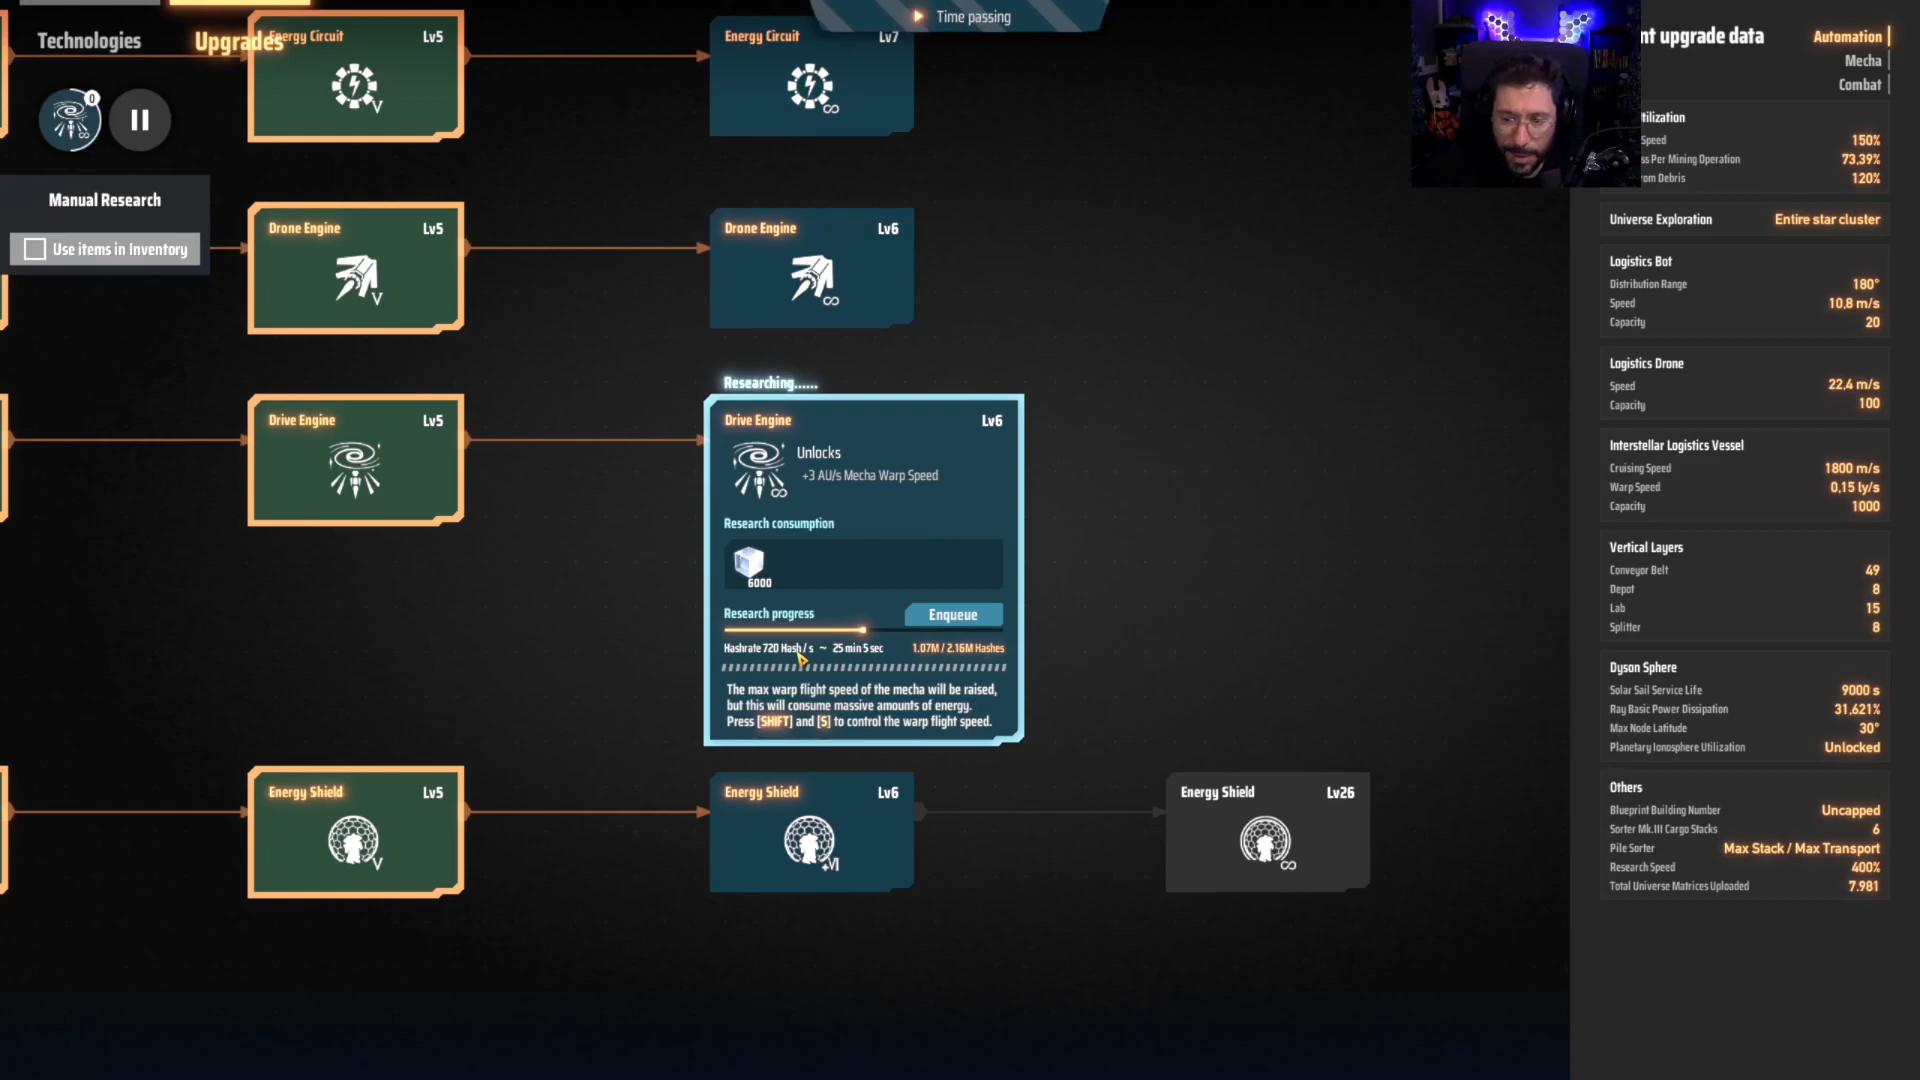 Time passing
Technologies
Upgrades
0
Manual Research
Use items in Inventory
Energy Circuit Lv5
V
Energy Circuit Lv7
∞
Drone Engine Lv5
V
Drone Engine Lv6
∞
Drive Engine Lv5
Researching......
Drive Engine Lv6
Unlocks
+3 AU/s Mecha Warp Speed
∞
Research consumption
6000
Research progress
Enqueue
Hashrate 720 Hash/s ~ 25 min 5 sec 1.07M / 2.16M Hashes
The max warp flight speed of the mecha will be raised,
but this will consume massive amounts of energy.
Press [SHIFT] and [S] to control the warp flight speed.
Energy Shield Lv5
V
Energy Shield Lv6
+VI
Energy Shield Lv26
∞
nt upgrade data
Automation
Mecha
Combat
tilization
Speed 150%
ss Per Mining Operation 73,39%
rom Debris 120%
Universe Exploration Entire star cluster
Logistics Bot
Distribution Range 180°
Speed 10,8 m/s
Capacity 20
Logistics Drone
Speed 22,4 m/s
Capacity 100
Interstellar Logistics Vessel
Cruising Speed 1800 m/s
Warp Speed 0,15 ly/s
Capacity 1000
Vertical Layers
Conveyor Belt 49
Depot 8
Lab 15
Splitter 8
Dyson Sphere
Solar Sail Service Life 9000 s
Ray Basic Power Dissipation 31,621%
Max Node Latitude 30°
Planetary Ionosphere Utilization Unlocked
Others
Blueprint Building Number Uncapped
Sorter Mk.III Cargo Stacks 6
Pile Sorter Max Stack / Max Transport
Research Speed 400%
Total Universe Matrices Uploaded 7.981